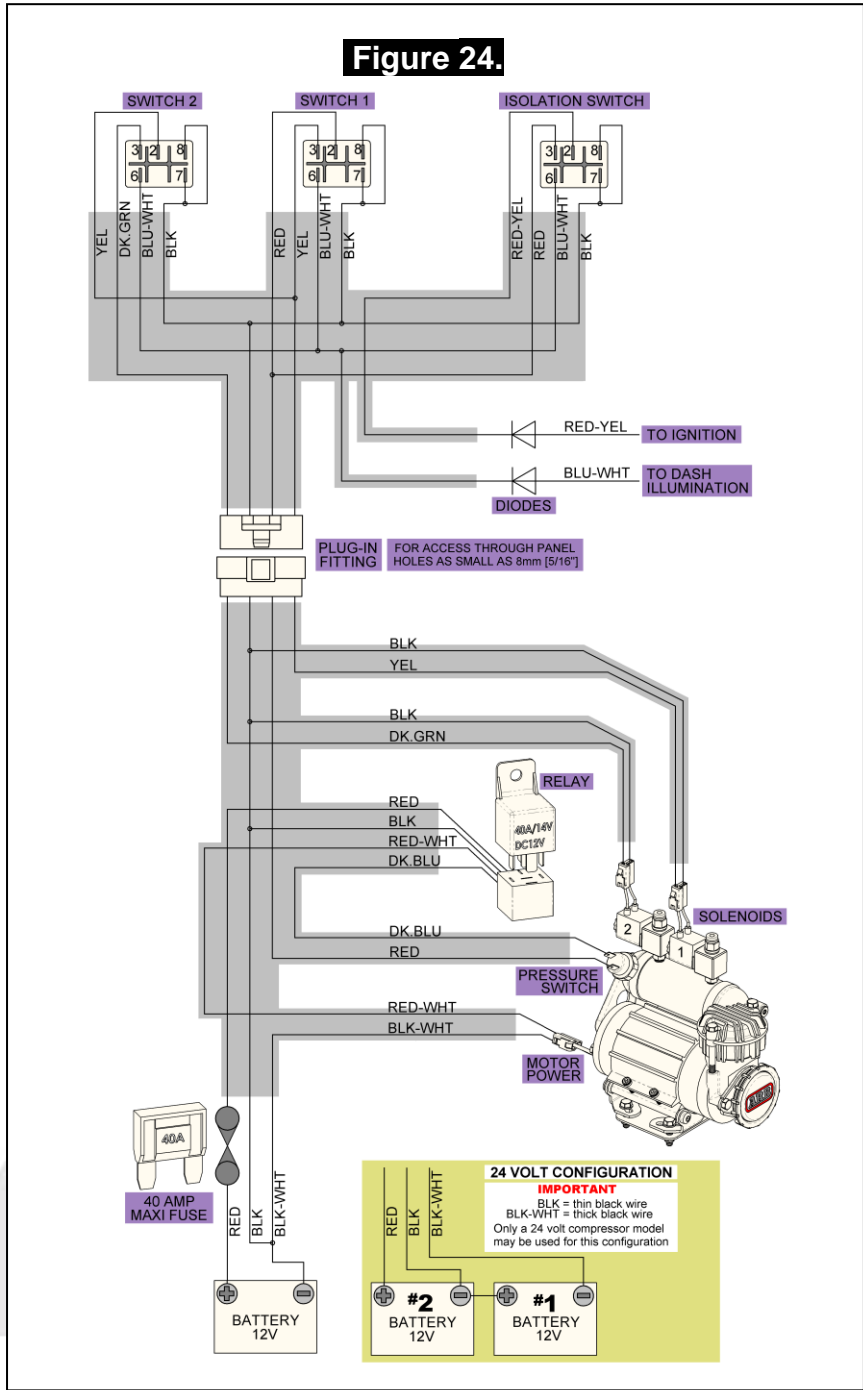 Figure 24.
SWITCH 2
SWITCH 1
ISOLATION SWITCH
3 2 8
6 7
3 2 8
6 7
3 2 8
6 7
YEL
DK.GRN
BLU-WHT
BLK
RED
YEL
BLU-WHT
BLK
RED-YEL
RED
BLU-WHT
BLK
RED-YEL
TO IGNITION
BLU-WHT
TO DASH
ILLUMINATION
DIODES
PLUG-IN
FITTING
FOR ACCESS THROUGH PANEL
HOLES AS SMALL AS 8mm [5/16"]
BLK
YEL
BLK
DK.GRN
RELAY
RED
BLK
RED-WHT
DK.BLU
40A/14V
DC12V
DK.BLU
RED
2
1
SOLENOIDS
PRESSURE
SWITCH
RED-WHT
BLK-WHT
MOTOR
POWER
ARB
40A
40 AMP
MAXI FUSE
RED
BLK
BLK-WHT
+
−
BATTERY
12V
RED
BLK
BLK-WHT
24 VOLT CONFIGURATION
IMPORTANT
BLK = thin black wire
BLK-WHT = thick black wire
Only a 24 volt compressor model
may be used for this configuration
+ #2 −
BATTERY
12V
+ #1 −
BATTERY
12V